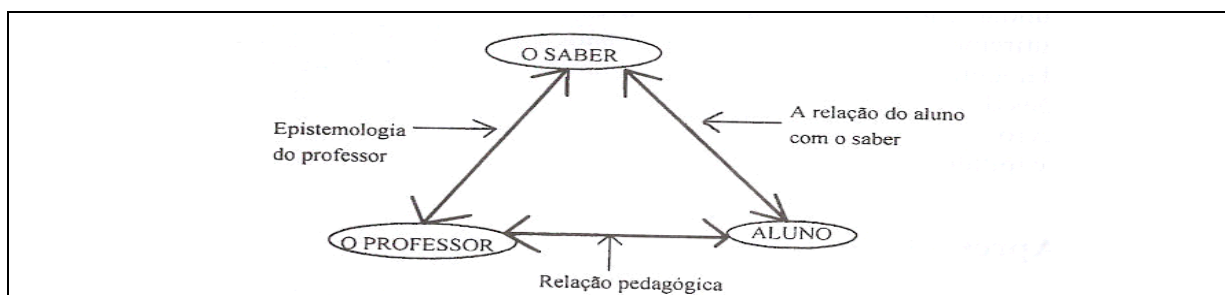 O SABER
Epistemologia
do professor
A relação do aluno
com o saber
O PROFESSOR
ALUNO
Relação pedagógica